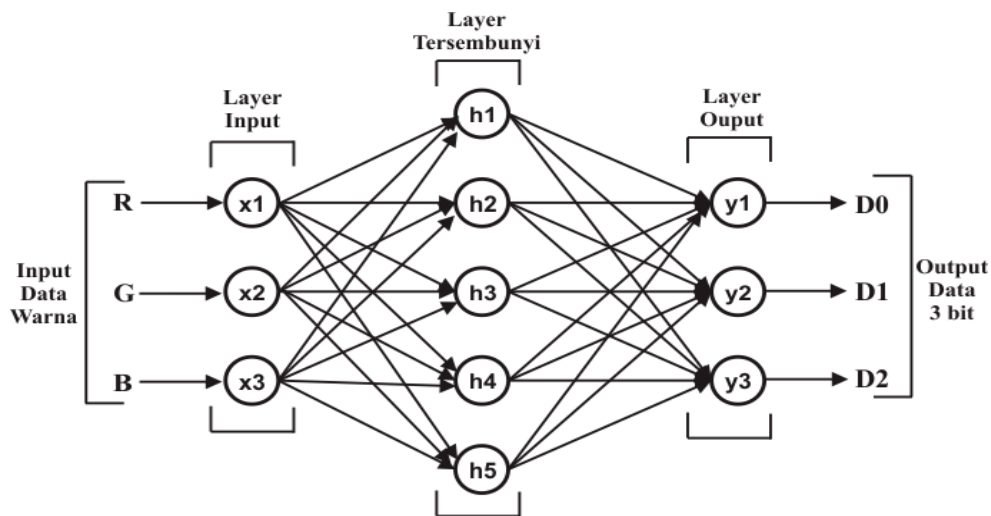 Layer
Tersembunyi
Layer
Input
Layer
Ouput
h1
R
x1
h2
y1
D0
Input
Data
Warna
G
x2
h3
y2
D1
Output
Data
3 bit
B
x3
h4
y3
D2
h5